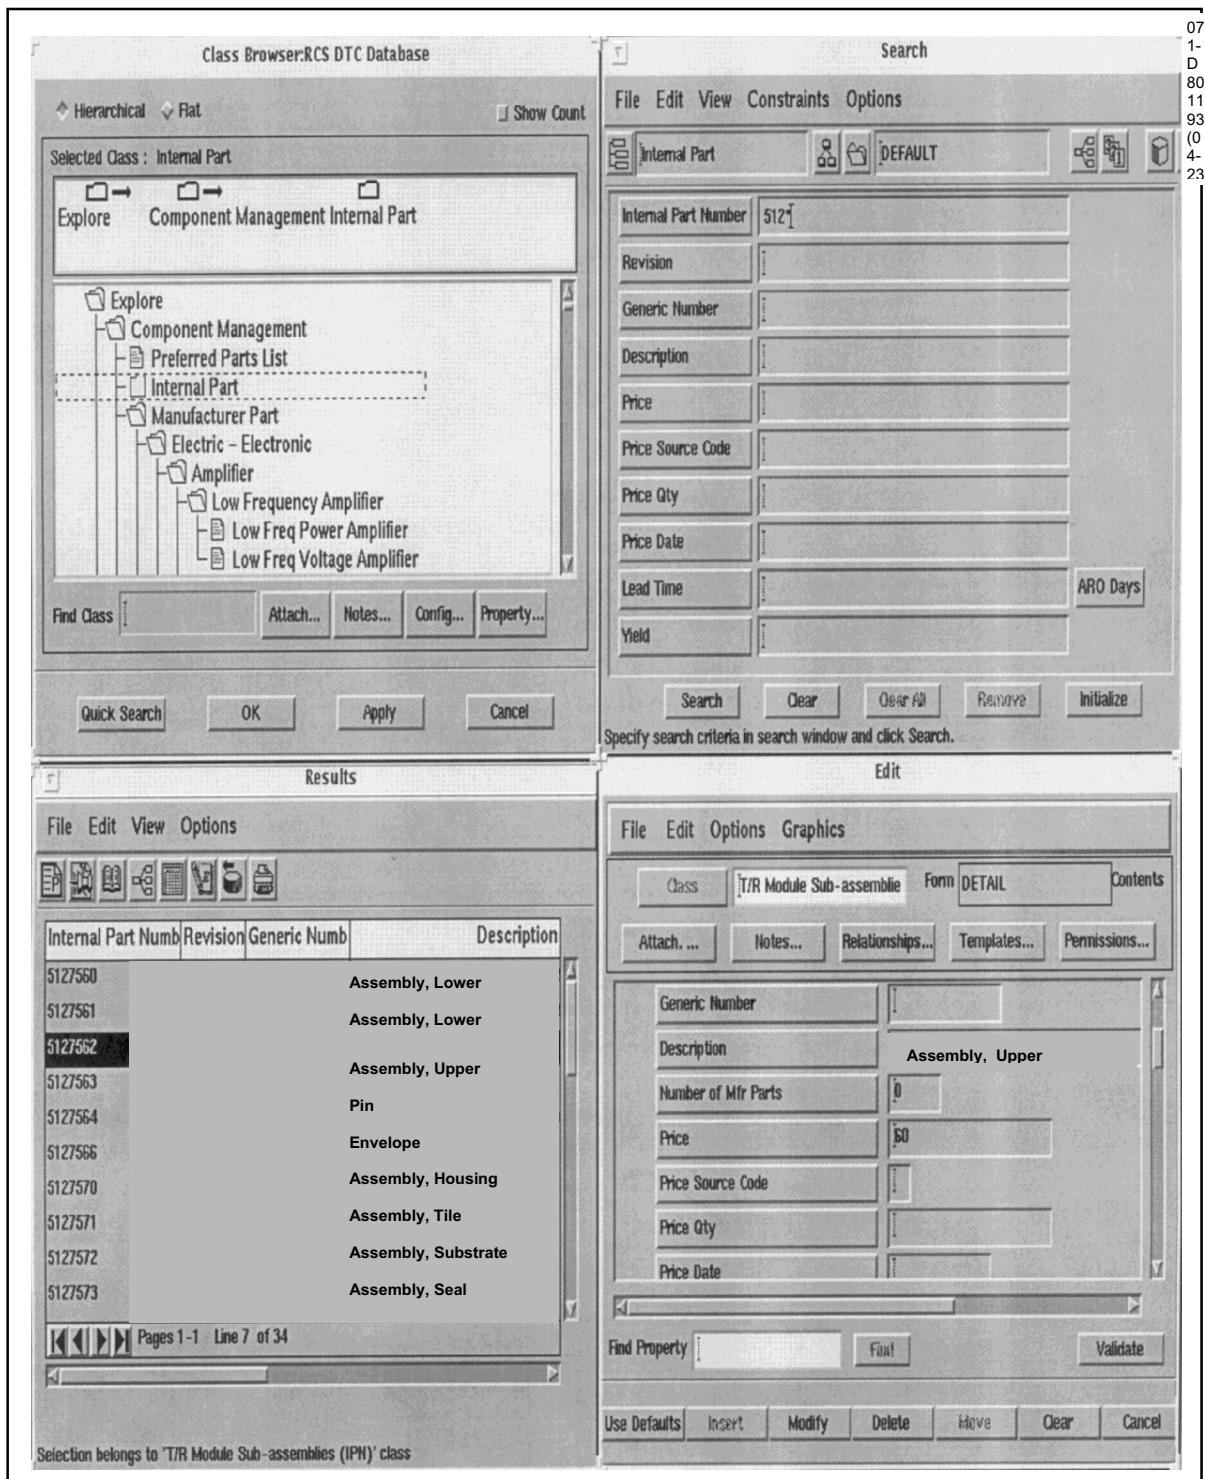 07
1-
D
80
11
93
(0
4-
23
Class Browser:RCS DTC Database
Hierarchical Flat Show Count
Selected Class : Internal Part
Explore Component Management Internal Part
Explore
Component Management
Preferred Parts List
Internal Part
Manufacturer Part
Electric - Electronic
Amplifier
Low Frequency Amplifier
Low Freq Power Amplifier
Low Freq Voltage Amplifier
Find Class Attach... Notes... Config... Property...
Quick Search OK Apply Cancel
Search
File Edit View Constraints Options
Internal Part DEFAULT
Internal Part Number 512*
Revision
Generic Number
Description
Price
Price Source Code
Price Qty
Price Date
Lead Time ARO Days
Yield
Search Clear Clear All Remove Initialize
Specify search criteria in search window and click Search.
Results
File Edit View Options
Internal Part Numb Revision Generic Numb Description
5127560 Assembly, Lower
5127561 Assembly, Lower
5127562 Assembly, Upper
5127563 Pin
5127564 Envelope
5127566 Assembly, Housing
5127570 Assembly, Tile
5127571 Assembly, Substrate
5127572 Assembly, Seal
5127573
Pages 1-1 Line 7 of 34
Selection belongs to 'T/R Module Sub-assemblies (IPN)' class
Edit
File Edit Options Graphics
Class T/R Module Sub-assemblie Form DETAIL Contents
Attach. ... Notes... Relationships... Templates... Permissions...
Generic Number
Description Assembly, Upper
Number of Mfr Parts 0
Price 60
Price Source Code
Price Qty
Price Date
Find Property Find Validate
Use Defaults Insert Modify Delete Move Clear Cancel